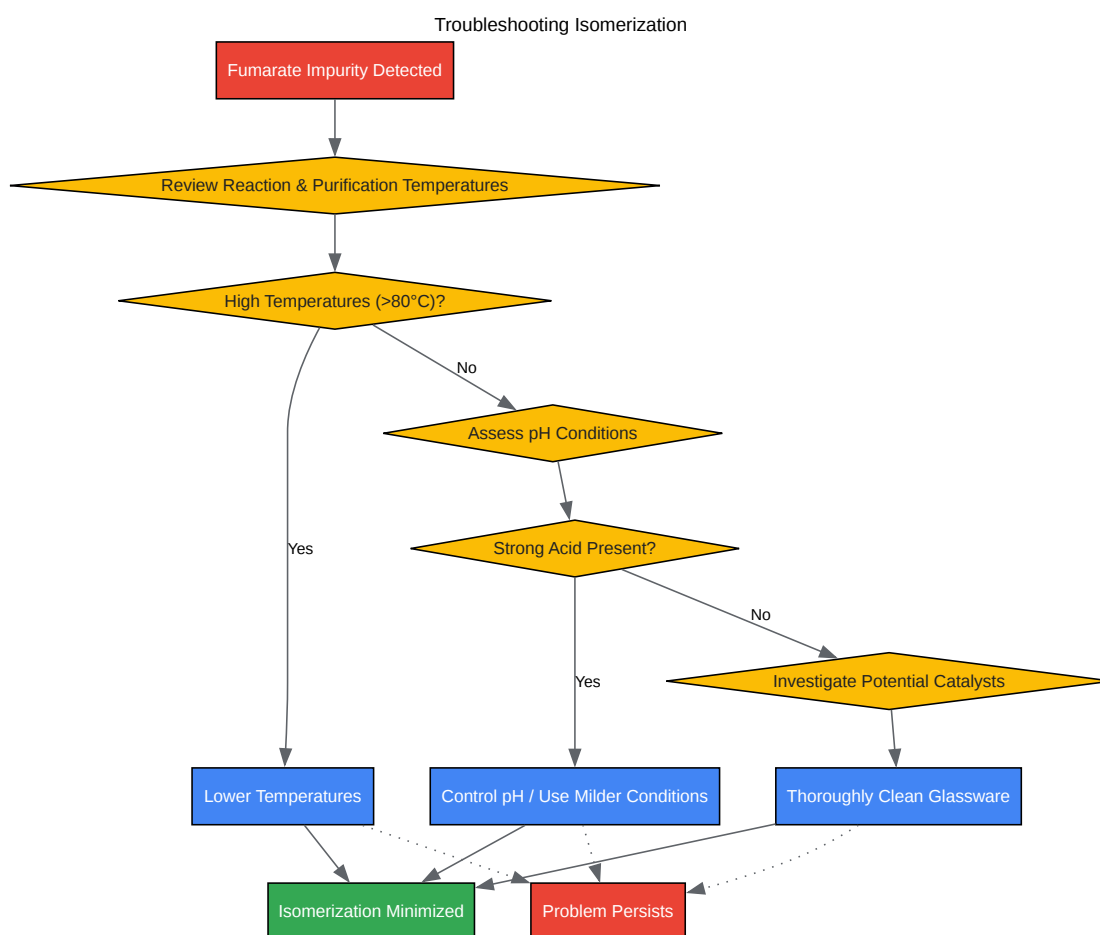 Troubleshooting Isomerization
Fumarate Impurity Detected
Review Reaction & Purification Temperatures
High Temperatures (>80°C)?
No
Assess pH Conditions
Yes
Strong Acid Present?
No
Yes
Investigate Potential Catalysts
Lower Temperatures
Control pH / Use Milder Conditions
Thoroughly Clean Glassware
Isomerization Minimized
Problem Persists